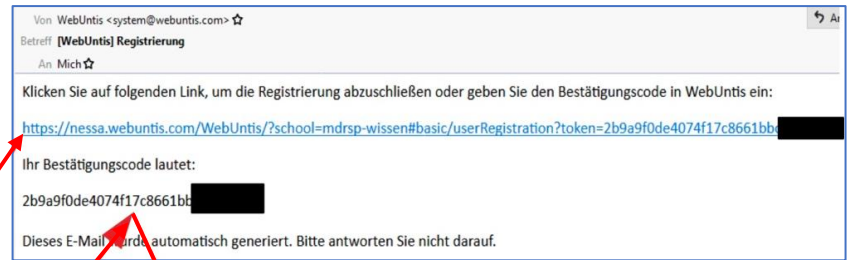 Von WebUntis <system@webuntis.com>
Betreff [WebUntis] Registrierung
An Mich
Klicken Sie auf folgenden Link, um die Registrierung abzuschließen oder geben Sie den Bestätigungscode in WebUntis ein:
https://nessa.webuntis.com/WebUntis/?school=mdrsp-wissen#basic/userRegistration?token=2b9a9f0de4074f17c8661bb
Ihr Bestätigungscode lautet:
2b9a9f0de4074f17c8661bb
Dieses E-Mail wurde automatisch generiert. Bitte antworten Sie nicht darauf.